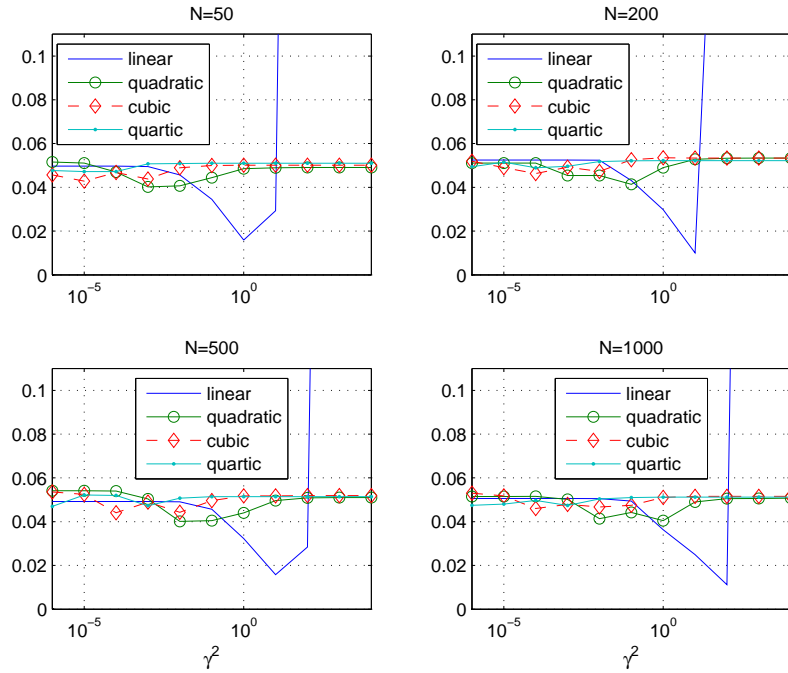 N=50
0.1
0.08
0.06
0.04
0.02
0
linear
quadratic
cubic
quartic
10^-5
10^0
N=200
0.1
0.08
0.06
0.04
0.02
0
linear
quadratic
cubic
quartic
10^-5
10^0
N=500
0.1
0.08
0.06
0.04
0.02
0
linear
quadratic
cubic
quartic
10^-5
10^0
γ^2
N=1000
0.1
0.08
0.06
0.04
0.02
0
linear
quadratic
cubic
quartic
10^-5
10^0
γ^2